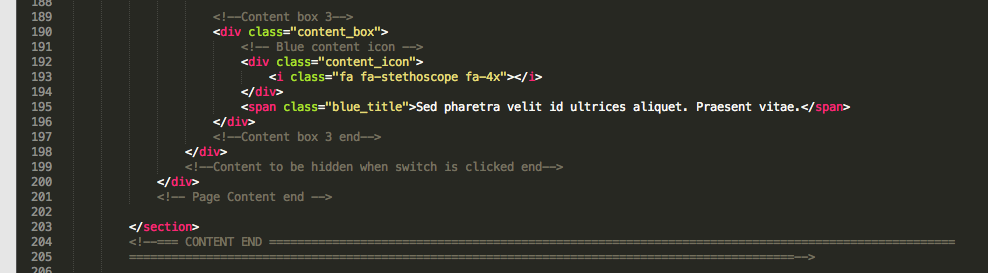 188
189 <!--Content box 3-->
190 <div class="content_box">
191 <!-- Blue content icon -->
192 <div class="content_icon">
193 <i class="fa fa-stethoscope fa-4x"></i>
194 </div>
195 <span class="blue_title">Sed pharetra velit id ultrices aliquet. Praesent vitae.</span>
196 </div>
197 <!--Content box 3 end-->
198 </div>
199 <!--Content to be hidden when switch is clicked end-->
200 </div>
201 <!-- Page Content end -->
202
203 </section>
204 <!--=== CONTENT END ==================================================================================================
205 ===============================================================================================-->
206